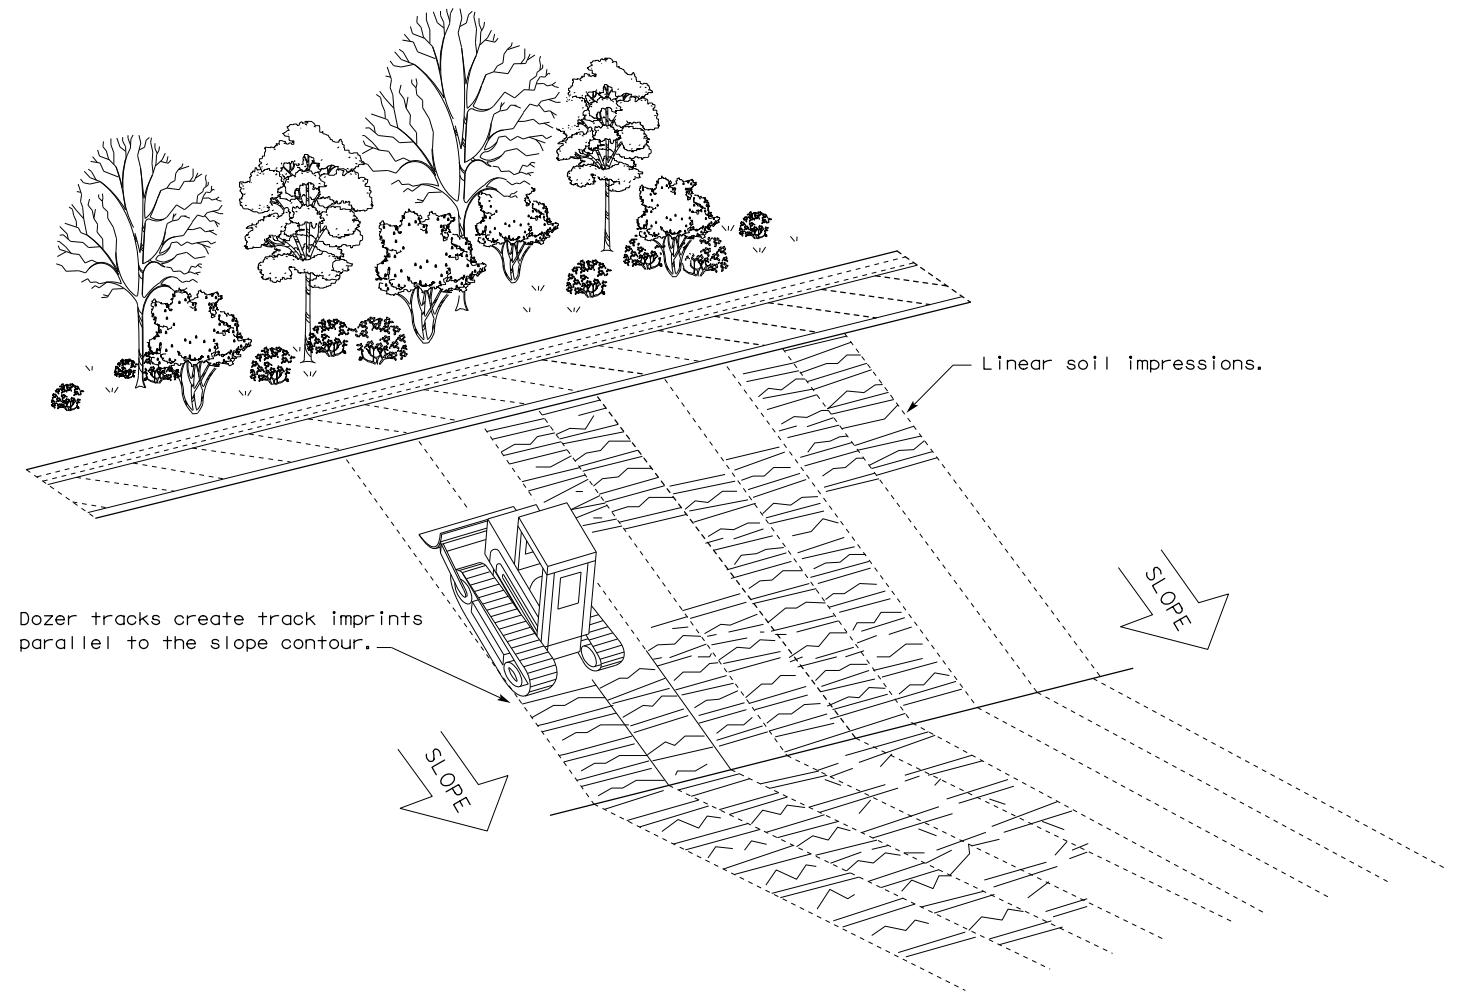 Linear soil impressions.
SLOPE
Dozer tracks create track imprints
parallel to the slope contour.
SLOPE